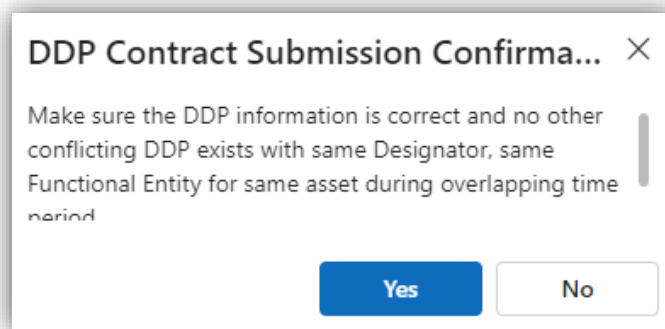 DDP Contract Submission Confirma...
Make sure the DDP information is correct and no other
conflicting DDP exists with same Designator, same
Functional Entity for same asset during overlapping time
period
Yes
No